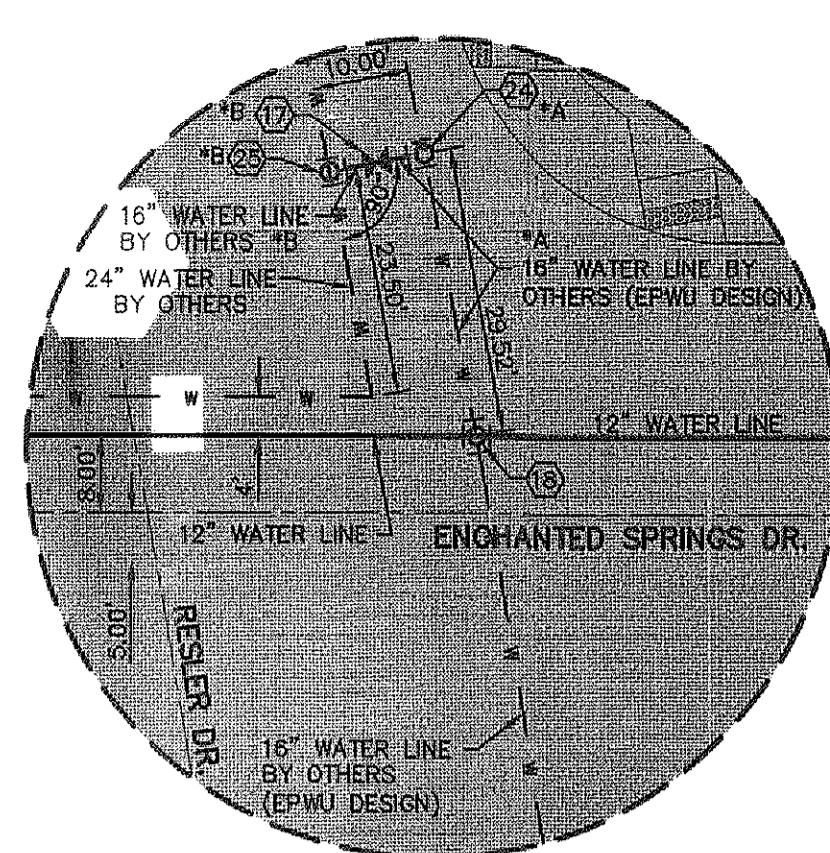 10.00'
*B 17
24
*A
*B 25
16" WATER LINE
BY OTHERS *B
24" WATER LINE
BY OTHERS
23.50'
29.52'
*A
16" WATER LINE BY
OTHERS (EPWU DESIGN)
W
W
W
W
W
W
W
W
12" WATER LINE
18
8.00'
12" WATER LINE
ENCHANTED SPRINGS DR.
5.00'
RESLER DR.
W
W
W
16" WATER LINE
BY OTHERS
(EPWU DESIGN)